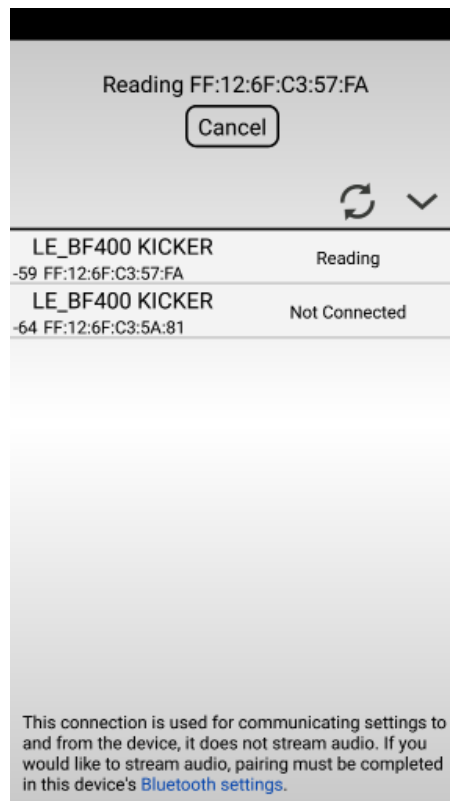 Reading FF:12:6F:C3:57:FA
Cancel
LE_BF400 KICKER
Reading
-59 FF:12:6F:C3:57:FA
LE_BF400 KICKER
Not Connected
-64 FF:12:6F:C3:5A:81
This connection is used for communicating settings to
and from the device, it does not stream audio. If you
would like to stream audio, pairing must be completed
in this device's Bluetooth settings.